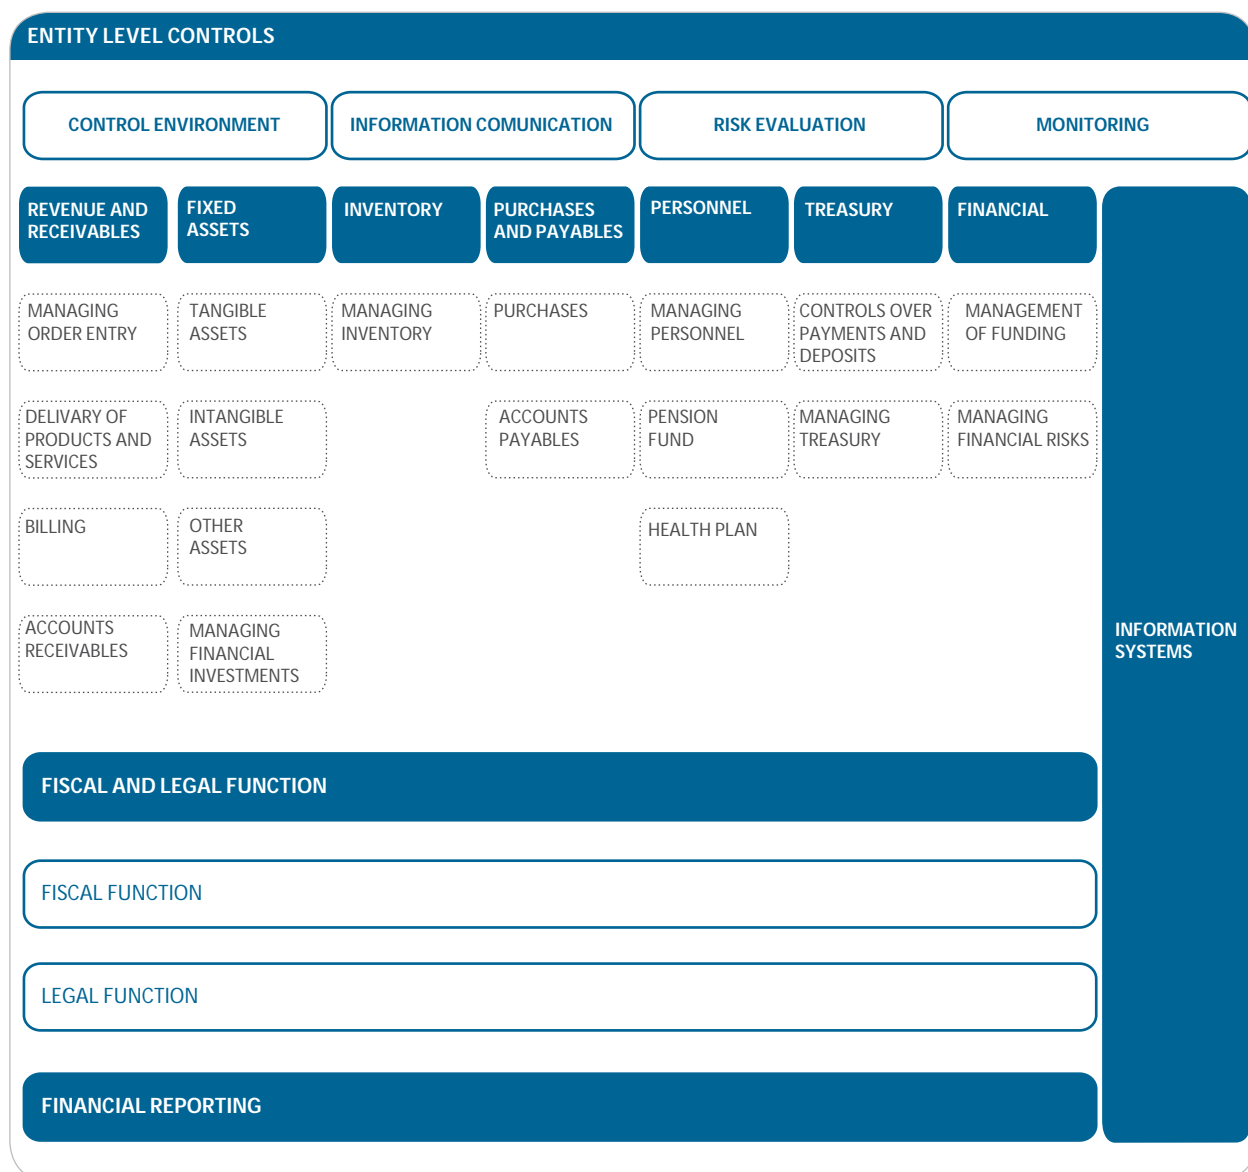 ENTITY LEVEL CONTROLS
CONTROL ENVIRONMENT
INFORMATION COMUNICATION
RISK EVALUATION
MONITORING
REVENUE AND
RECEIVABLES
FIXED
ASSETS
INVENTORY
PURCHASES
AND PAYABLES
PERSONNEL
TREASURY
FINANCIAL
MANAGING
ORDER ENTRY
TANGIBLE
ASSETS
MANAGING
INVENTORY
PURCHASES
MANAGING
PERSONNEL
CONTROLS OVER
PAYMENTS AND
DEPOSITS
MANAGEMENT
OF FUNDING
DELIVARY OF
PRODUCTS AND
SERVICES
INTANGIBLE
ASSETS
ACCOUNTS
PAYABLES
PENSION
FUND
MANAGING
TREASURY
MANAGING
FINANCIAL RISKS
BILLING
OTHER
ASSETS
HEALTH PLAN
ACCOUNTS
RECEIVABLES
MANAGING
FINANCIAL
INVESTMENTS
INFORMATION
SYSTEMS
FISCAL AND LEGAL FUNCTION
FISCAL FUNCTION
LEGAL FUNCTION
FINANCIAL REPORTING